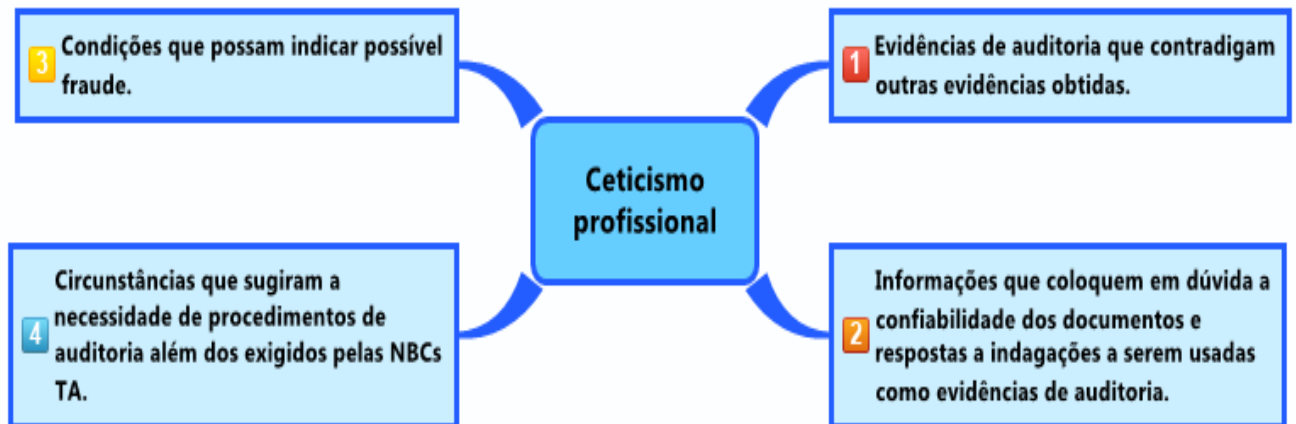 3 Condições que possam indicar possível
fraude.
1 Evidências de auditoria que contradigam
outras evidências obtidas.
Ceticismo
profissional
Circunstâncias que sugiram a
necessidade de procedimentos de
4 auditoria além dos exigidos pelas NBCs
TA.
Informações que coloquem em dúvida a
confiabilidade dos documentos e
2 respostas a indagações a serem usadas
como evidências de auditoria.